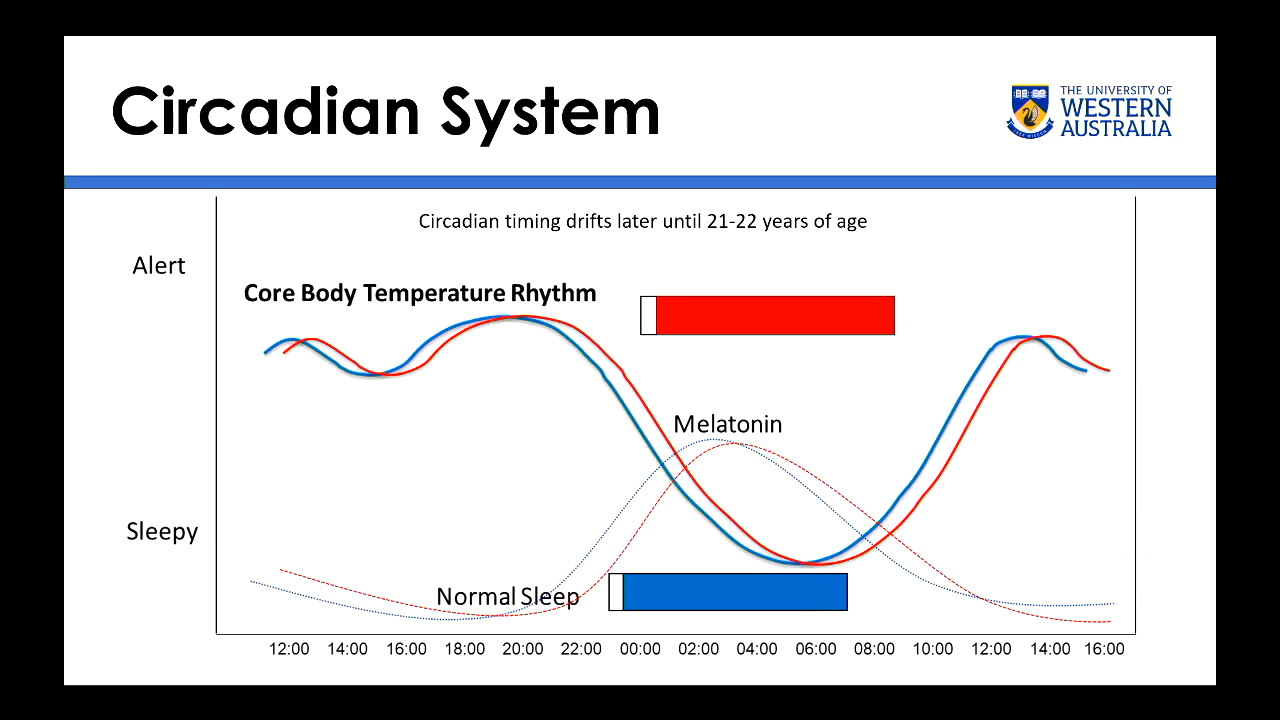 Circadian System
THE UNIVERSITY OF
WESTERN
AUSTRALIA
Circadian timing drifts later until 21-22 years of age
Alert
Core Body Temperature Rhythm
Melatonin
Sleepy
Normal Sleep
12:00 14:00 16:00 18:00 20:00 22:00 00:00 02:00 04:00 06:00 08:00 10:00 12:00 14:00 16:00